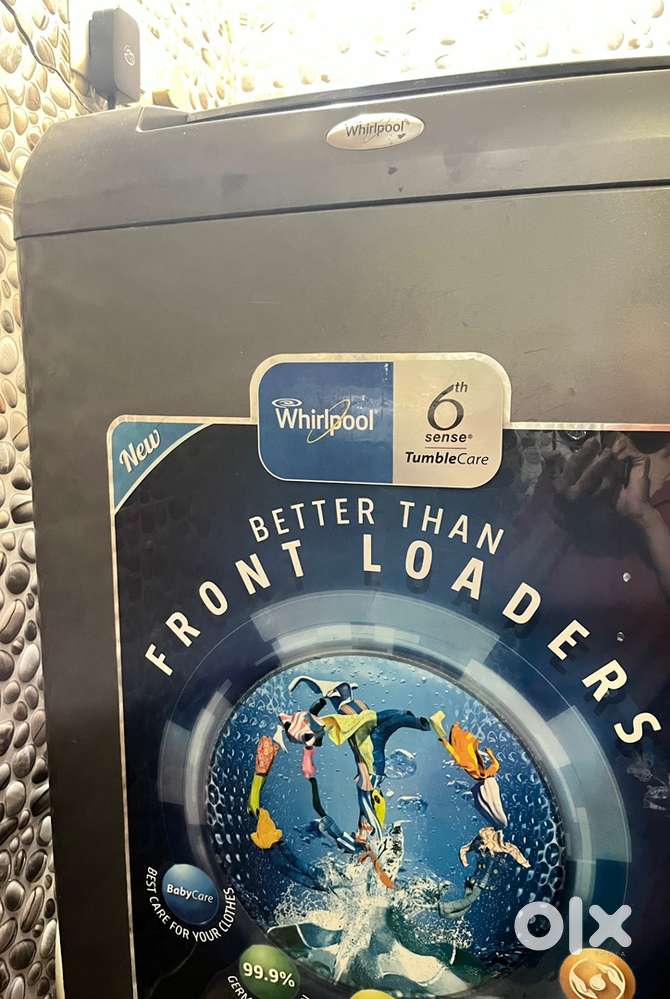 Whirlpool
Whirlpool
6th
sense®
TumbleCare
New
BETTER THAN
FRONT LOADERS
BabyCare
BEST CARE FOR YOUR CLOTHES
99.9%
olx